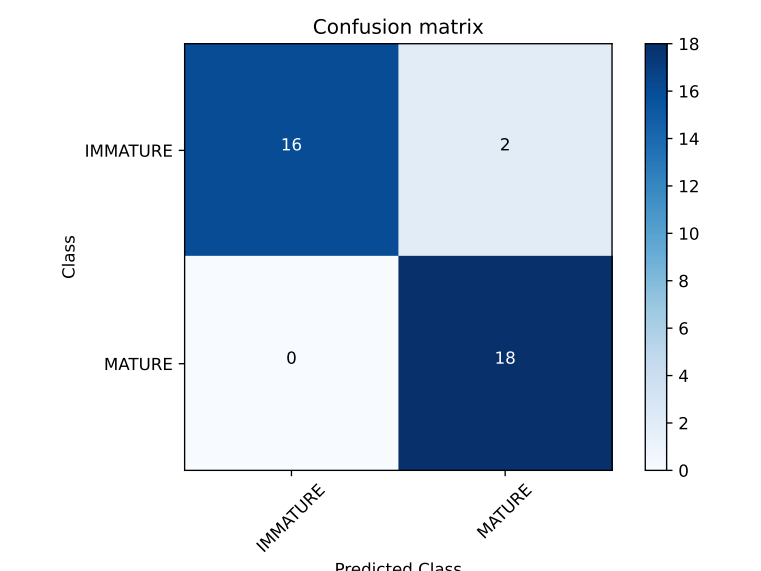 Confusion matrix
18
16
14
12
10
8
6
4
2
0
IMMATURE
16
2
Class
MATURE
0
18
IMMATURE
MATURE
Predicted Class